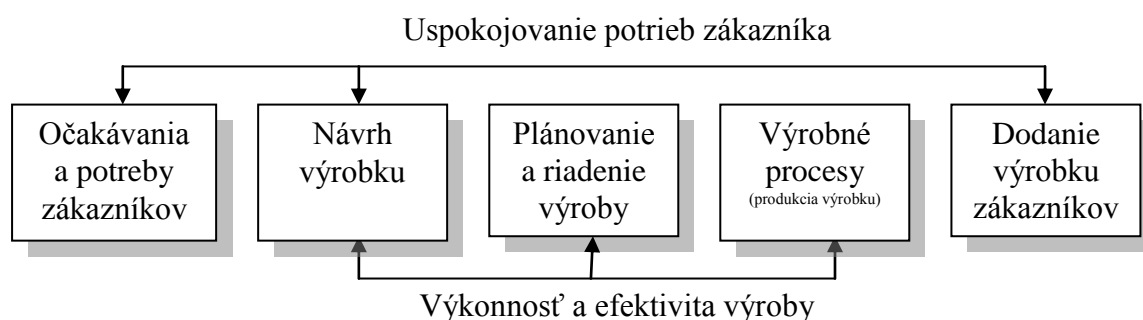 Uspokojovanie potrieb zákazníka
Očakávania
a potreby
zákazníkov
Návrh
výrobku
Plánovanie
a riadenie
výroby
Výrobné
procesy
(produkcia výrobku)
Dodanie
výrobku
zákazníkov
Výkonnosť a efektivita výroby